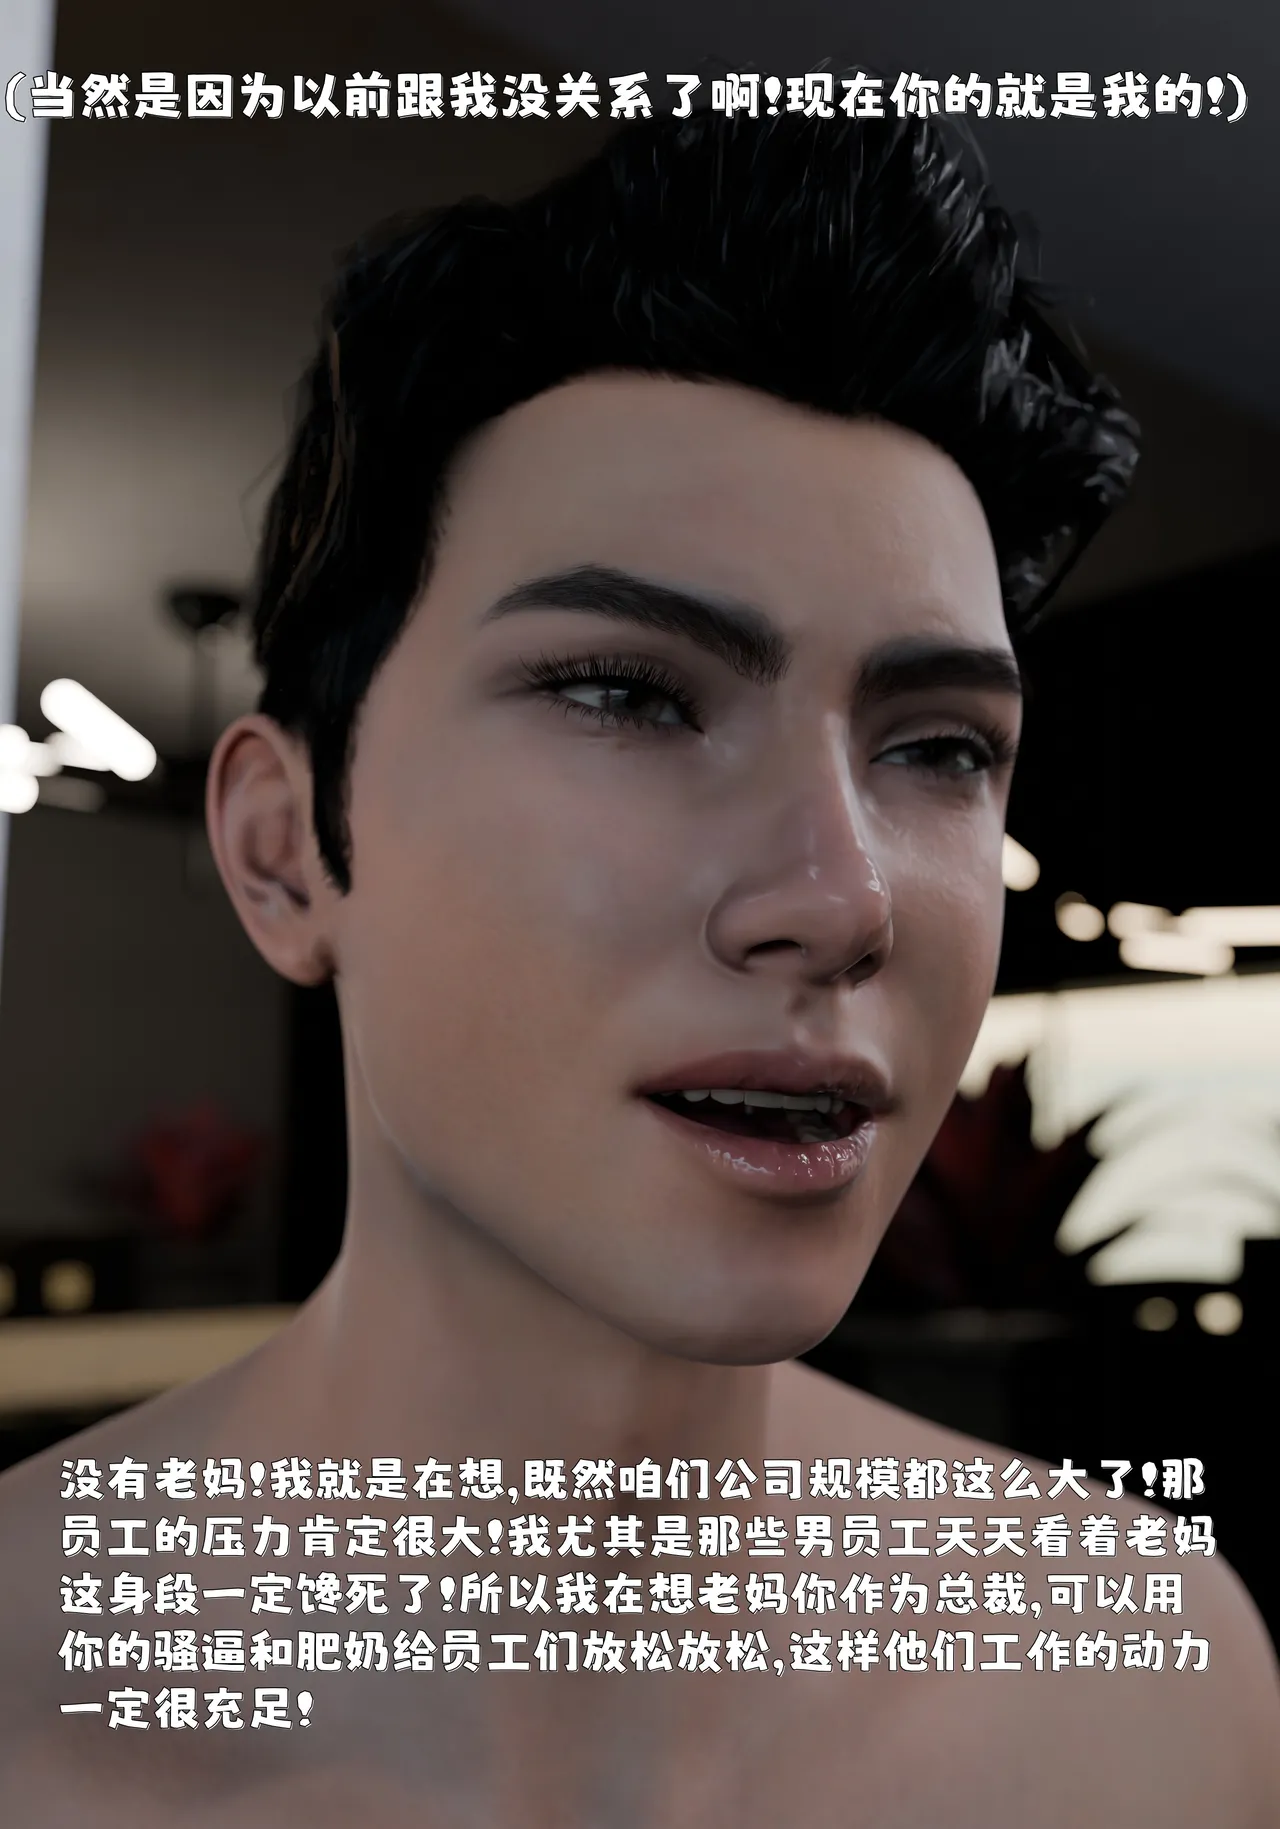 (当然是因为以前跟我没关系了啊!现在你的就是我的!)
没有老妈!我就是在想,既然咱们公司规模都这么大了!那
员工的压力肯定很大!我尤其是那些男员工天天看着老妈
这身段一定馋死了!所以我在想老妈你作为总裁,可以用
你的骚逼和肥奶给员工们放松放松,这样他们工作的动力
一定很充足!